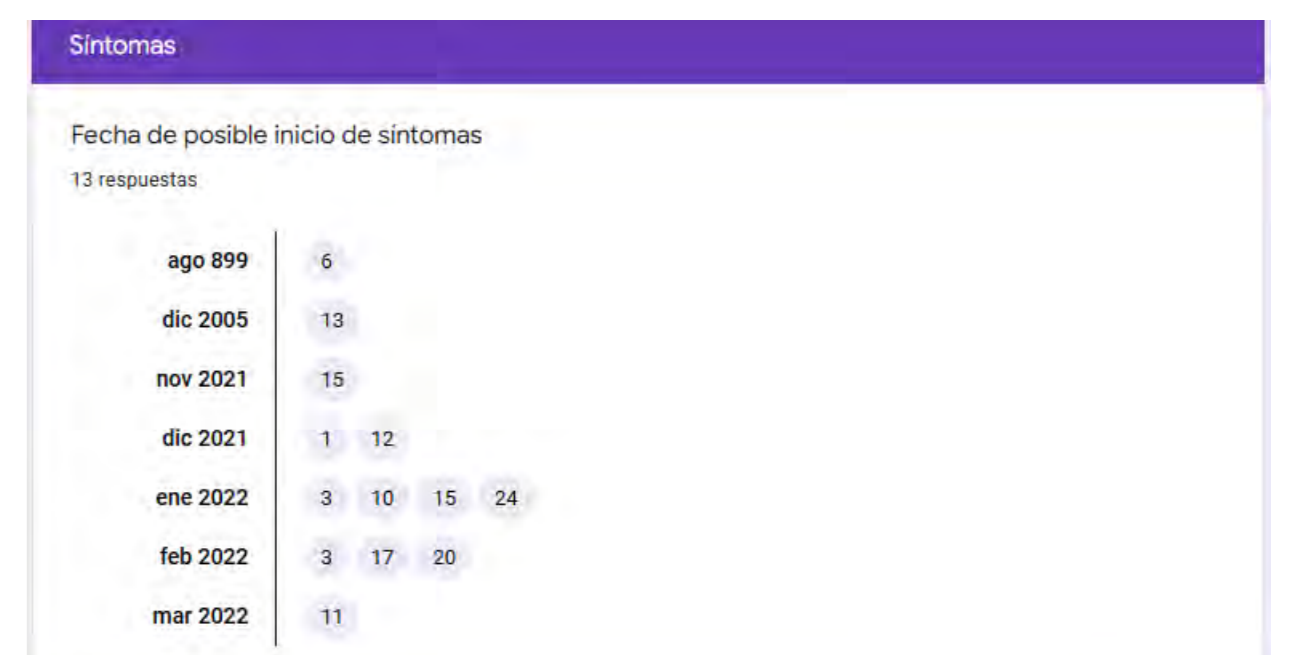 Síntomas
Fecha de posible inicio de síntomas
13 respuestas
ago 899 6
dic 2005 13
nov 2021 15
dic 2021 1 12
ene 2022 3 10 15 24
feb 2022 3 17 20
mar 2022 11